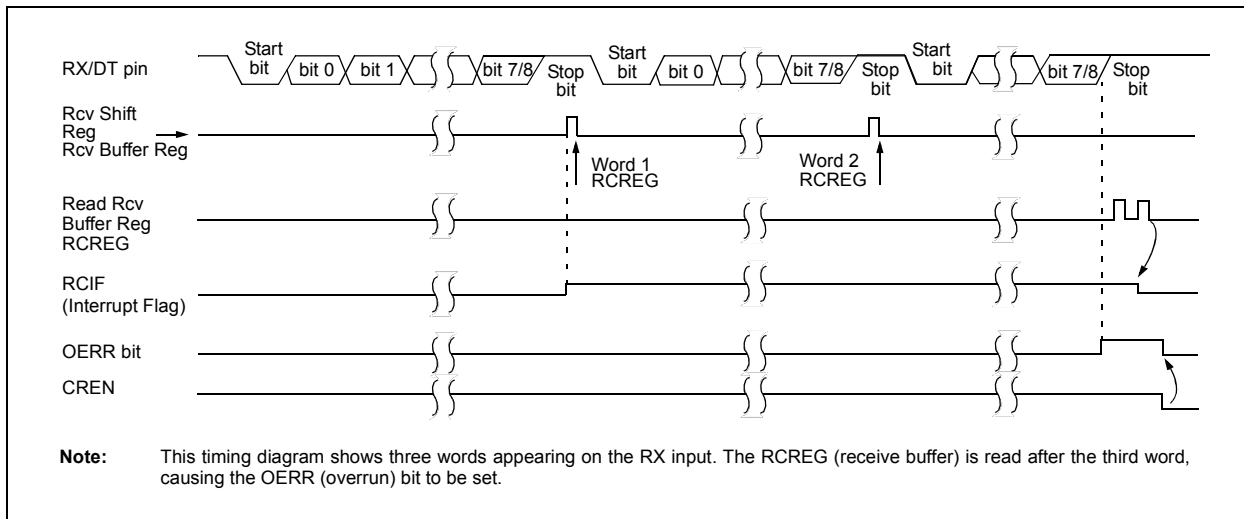 RX/DT pin
Start
bit
bit 0
bit 1
bit 7/8
Stop
bit
Start
bit
bit 0
bit 7/8
Stop
bit
Start
bit
bit 7/8
Stop
bit
Rcv Shift
Reg
Rcv Buffer Reg
Word 1
RCREG
Word 2
RCREG
Read Rcv
Buffer Reg
RCREG
RCIF
(Interrupt Flag)
OERR bit
CREN
Note: This timing diagram shows three words appearing on the RX input. The RCREG (receive buffer) is read after the third word,
causing the OERR (overrun) bit to be set.